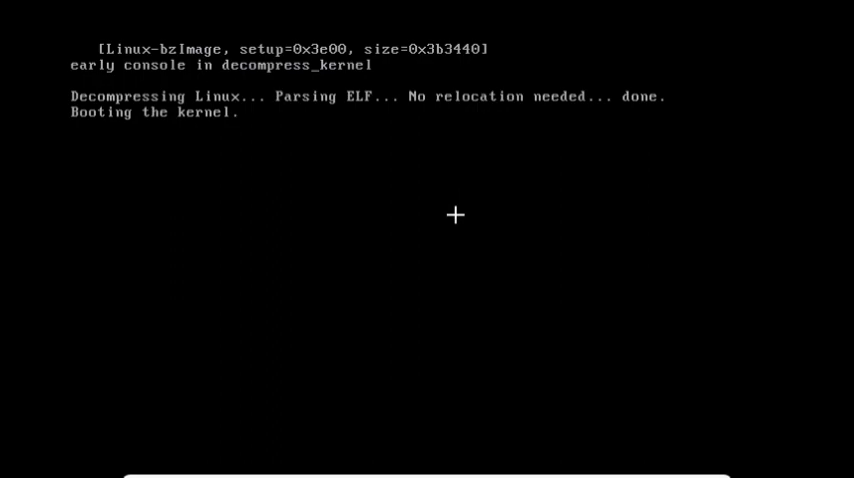 [Linux-bzImage, setup=0x3e00, size=0x3b3440]
early console in decompress_kernel
Decompressing Linux... Parsing ELF... No relocation needed... done.
Booting the kernel.